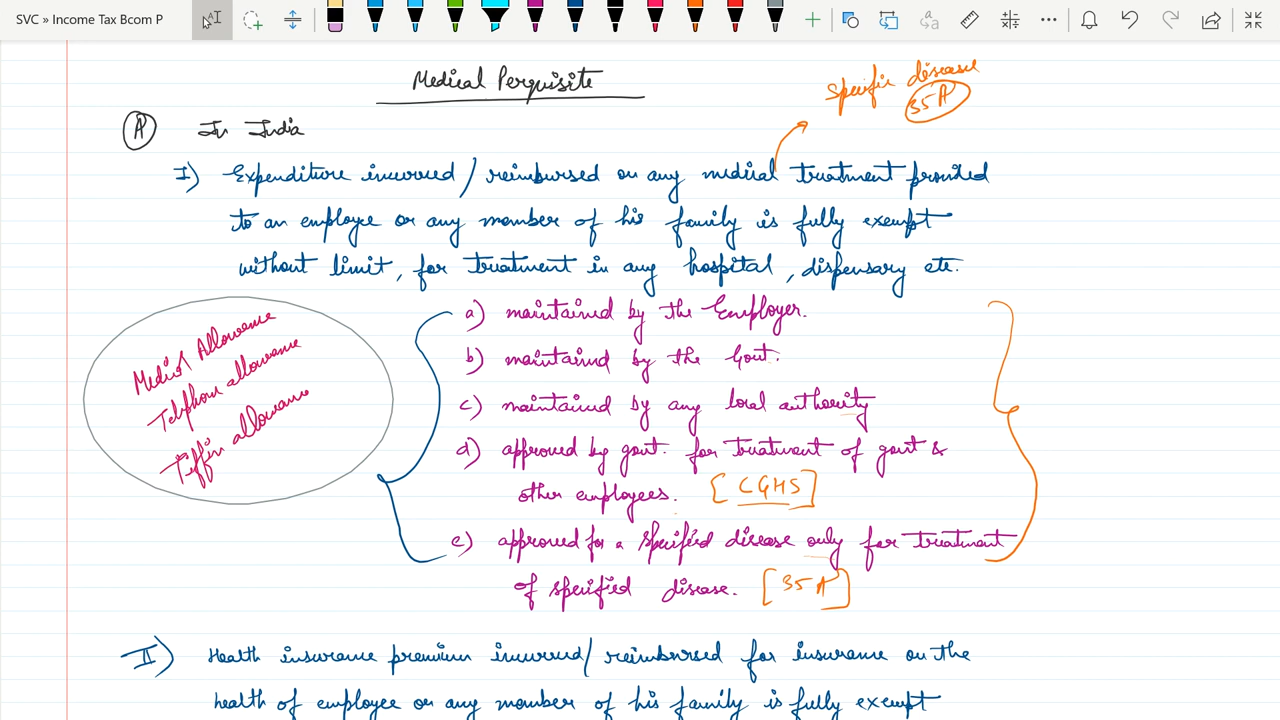 SVC » Income Tax Bcom P
Medical Perquisite
Specific disease
35 A
A In India
I) Expenditure incurred / reimbursed on any medical treatment provided
to an employee or any member of his family is fully exempt
without limit, for treatment in any hospital, dispensary etc.
a) maintained by the Employer.
b) maintained by the Govt.
c) maintained by any local authority
d) approved by govt. for treatment of govt &
other employees. [CGHS]
e) approved for a specified disease only for treatment
of specified disease. [35 A]
Medical Allowance
Telphone allowance
Tiffin allowance
II) Health insurance premium incurred/reimbursed for insurance on the
health of employee or any member of his family is fully exempt